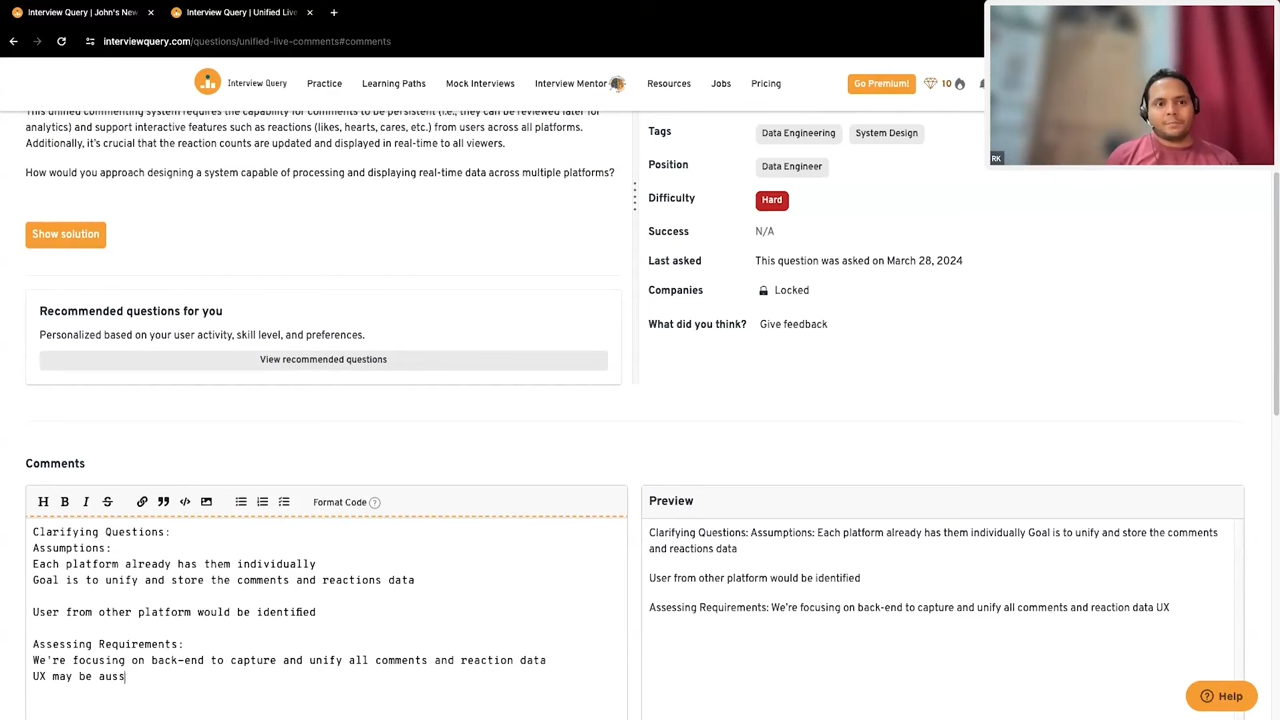 Interview Query | John's New
Interview Query | Unified Live
interviewquery.com/questions/unified-live-comments#comments
Interview Query
Practice
Learning Paths
Mock Interviews
Interview Mentor
Resources
Jobs
Pricing
Go Premium!
10
RK
This unified commenting system requires the capability for comments to be persistent (i.e., they can be reviewed later for
analytics) and support interactive features such as reactions (likes, hearts, cares, etc.) from users across all platforms.
Additionally, it's crucial that the reaction counts are updated and displayed in real-time to all viewers.
How would you approach designing a system capable of processing and displaying real-time data across multiple platforms?
Show solution
Recommended questions for you
Personalized based on your user activity, skill level, and preferences.
View recommended questions
Tags
Data Engineering
System Design
Position
Data Engineer
Difficulty
Hard
Success
N/A
Last asked
This question was asked on March 28, 2024
Companies
Locked
What did you think?
Give feedback
Comments
H B I S
Format Code ?
Clarifying Questions:
Assumptions:
Each platform already has them individually
Goal is to unify and store the comments and reactions data
User from other platform would be identified
Assessing Requirements:
We're focusing on back-end to capture and unify all comments and reaction data
UX may be auss
Preview
Clarifying Questions: Assumptions: Each platform already has them individually Goal is to unify and store the comments
and reactions data
User from other platform would be identified
Assessing Requirements: We're focusing on back-end to capture and unify all comments and reaction data UX
Help